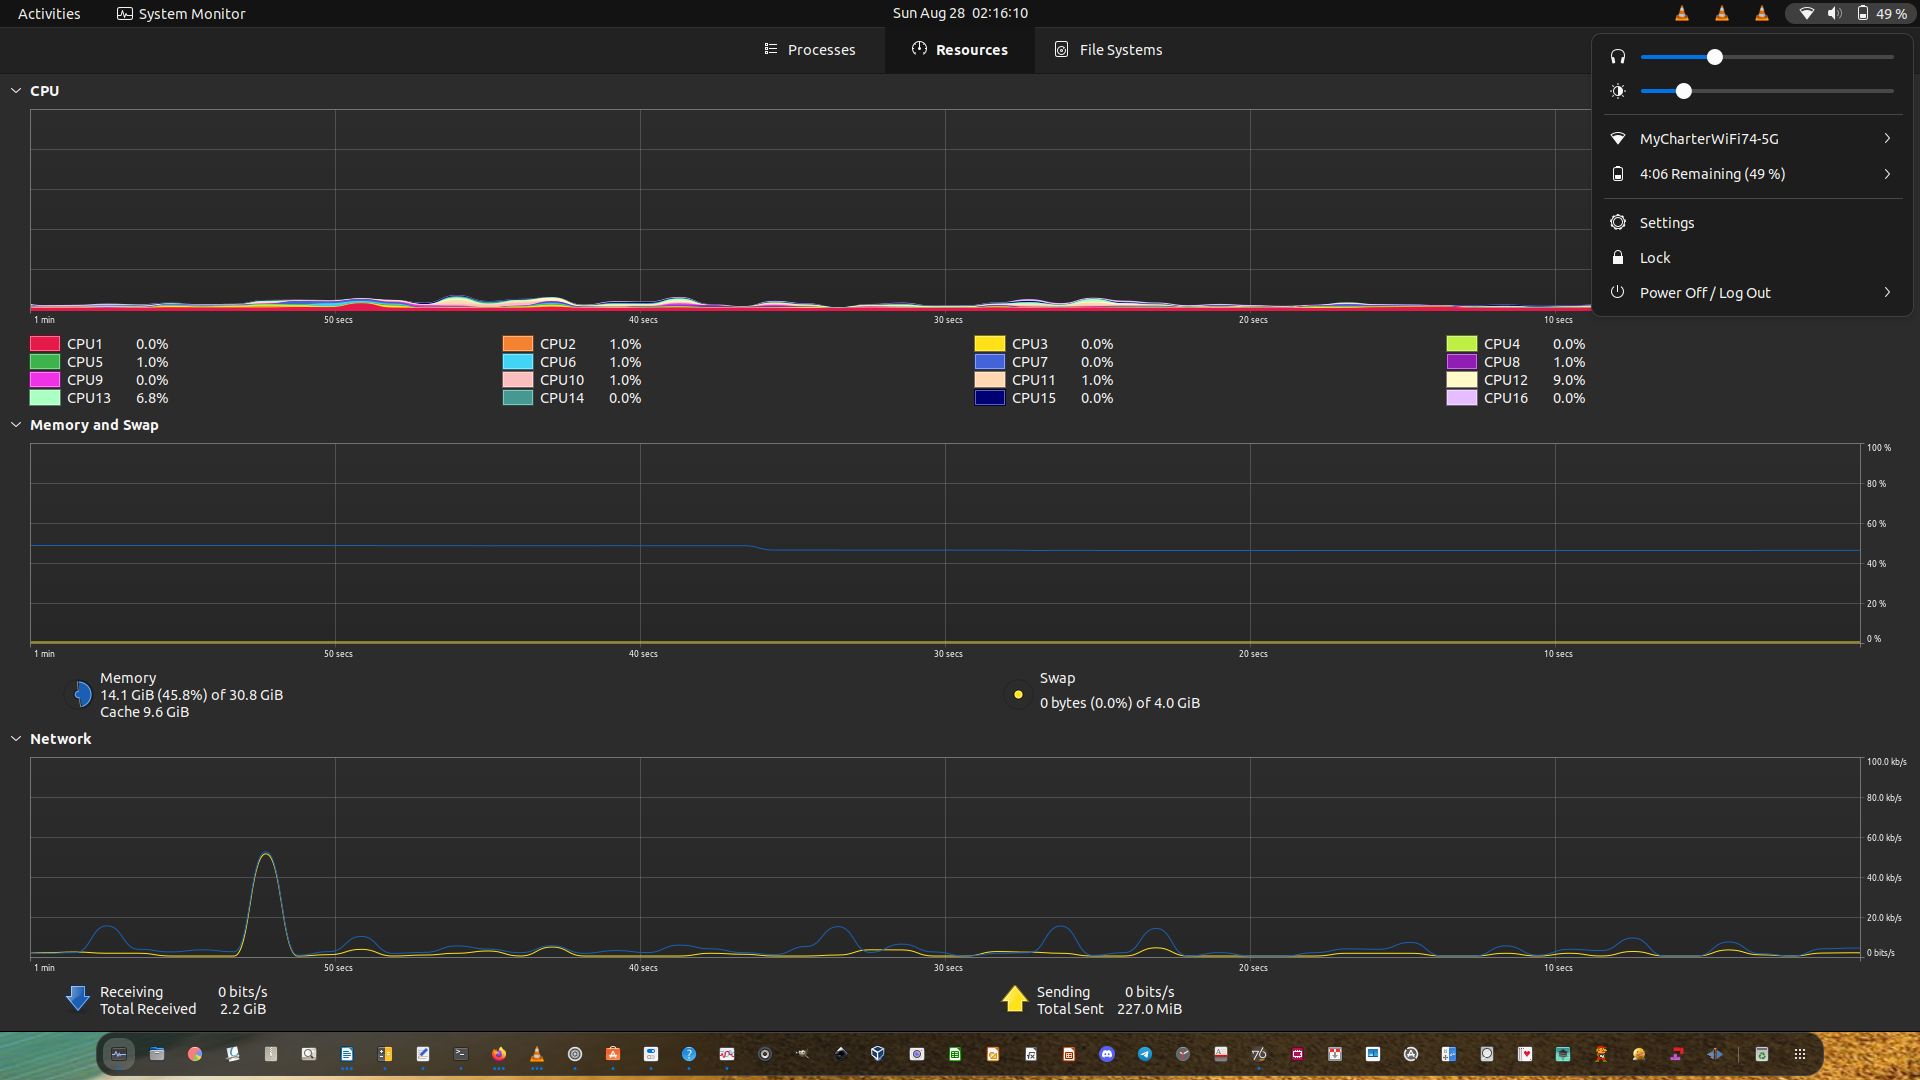 Activities
System Monitor
Sun Aug 28  02:16:10
49 %
Processes
Resources
File Systems
CPU
MyCharterWiFi74-5G
4:06 Remaining (49 %)
Settings
Lock
Power Off / Log Out
1 min 50 secs 40 secs 30 secs 20 secs 10 secs
CPU1 0.0% CPU2 1.0% CPU3 0.0% CPU4 0.0%
CPU5 1.0% CPU6 1.0% CPU7 0.0% CPU8 1.0%
CPU9 0.0% CPU10 1.0% CPU11 1.0% CPU12 9.0%
CPU13 6.8% CPU14 0.0% CPU15 0.0% CPU16 0.0%
Memory and Swap
100 %
80 %
60 %
40 %
20 %
0 %
1 min 50 secs 40 secs 30 secs 20 secs 10 secs
Memory
14.1 GiB (45.8%) of 30.8 GiB
Cache 9.6 GiB
Swap
0 bytes (0.0%) of 4.0 GiB
Network
100.0 kb/s
80.0 kb/s
60.0 kb/s
40.0 kb/s
20.0 kb/s
0 bits/s
1 min 50 secs 40 secs 30 secs 20 secs 10 secs
Receiving 0 bits/s
Total Received 2.2 GiB
Sending 0 bits/s
Total Sent 227.0 MiB
76